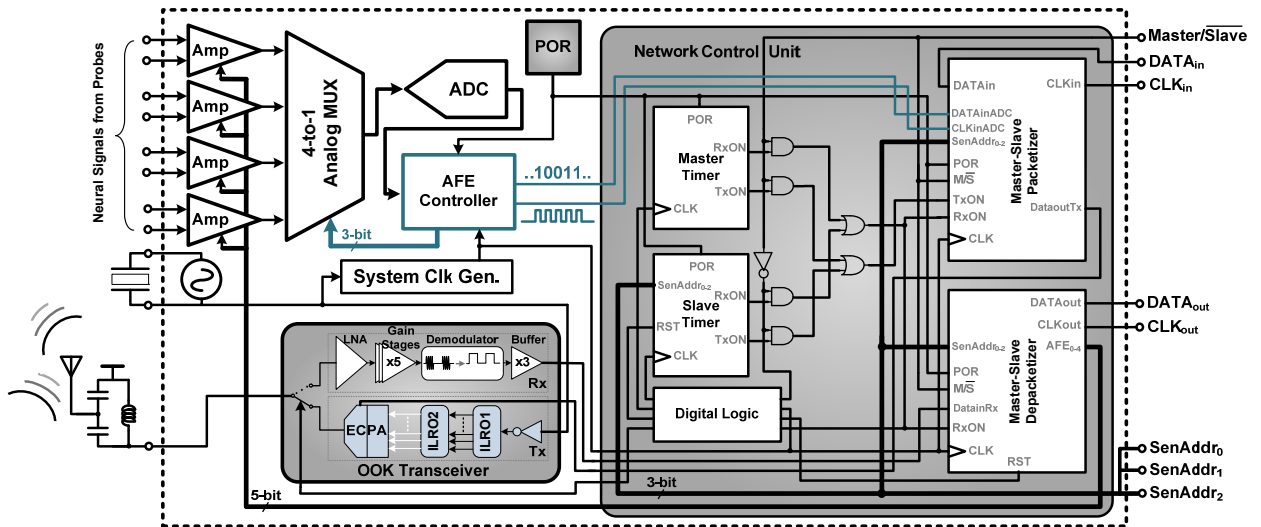 Neural Signals from Probes
Amp
Amp
Amp
Amp
4-to-1
Analog MUX
ADC
POR
AFE
Controller
..10011..
3-bit
System Clk Gen.
LNA
Gain
Stages
x5
Demodulator
Buffer
x3
Rx
ECPA
ILRO2
ILRO1
Tx
OOK Transceiver
5-bit
Network Control Unit
POR
Master
Timer
RxON
TxON
CLK
POR
SenAddr0-2
Slave
Timer
RxON
RST
TxON
CLK
Digital Logic
3-bit
DATAin
CLKin
DATAinADC
CLKinADC
SenAddr0-2
POR
M/S̅
TxON
RxON
DataoutTx
CLK
Master-Slave
Packetizer
DATAout
CLKout
SenAddr0-2
AFE0-4
POR
M/S̅
DatainRx
RxON
CLK
RST
Master-Slave
Depacketizer
Master/S̅l̅a̅v̅e̅
DATAin
CLKin
DATAout
CLKout
SenAddr0
SenAddr1
SenAddr2